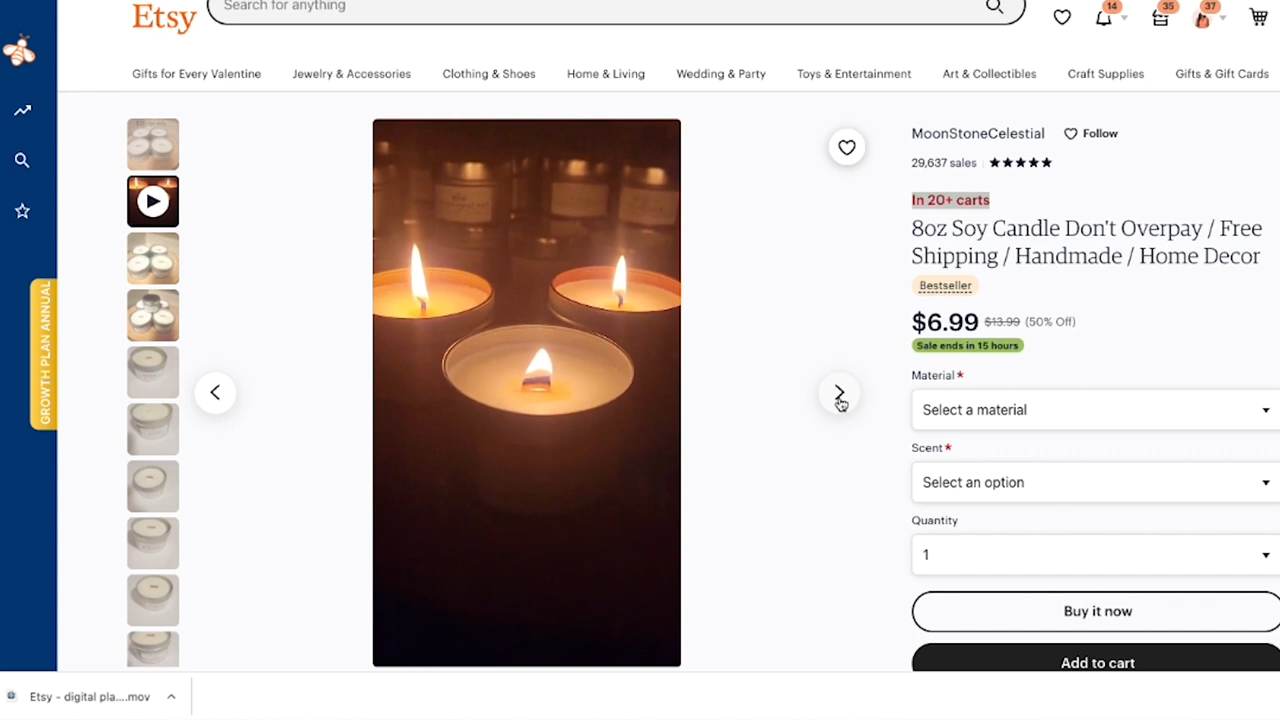 Etsy
Search for anything
14
35
37
Gifts for Every Valentine
Jewelry & Accessories
Clothing & Shoes
Home & Living
Wedding & Party
Toys & Entertainment
Art & Collectibles
Craft Supplies
Gifts & Gift Cards
GROWTH PLAN ANNUAL
MoonStoneCelestial
Follow
29,637 sales
In 20+ carts
8oz Soy Candle Don't Overpay / Free
Shipping / Handmade / Home Decor
Bestseller
$6.99 $13.99 (50% Off)
Sale ends in 15 hours
Material *
Select a material
Scent *
Select an option
Quantity
1
Buy it now
Add to cart
Etsy - digital pla....mov